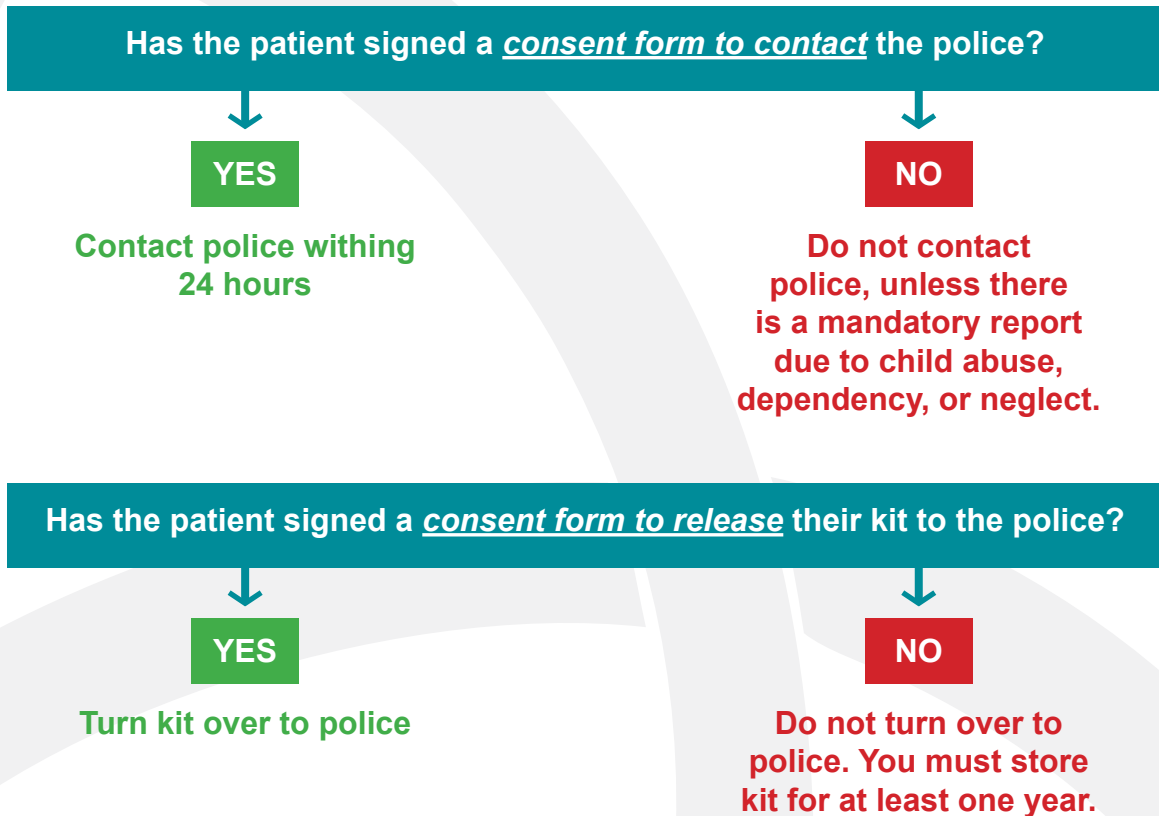 Has the patient signed a consent form to contact the police?
YES
Contact police withing
24 hours
NO
Do not contact
police, unless there
is a mandatory report
due to child abuse,
dependency, or neglect.
Has the patient signed a consent form to release their kit to the police?
YES
Turn kit over to police
NO
Do not turn over to
police. You must store
kit for at least one year.